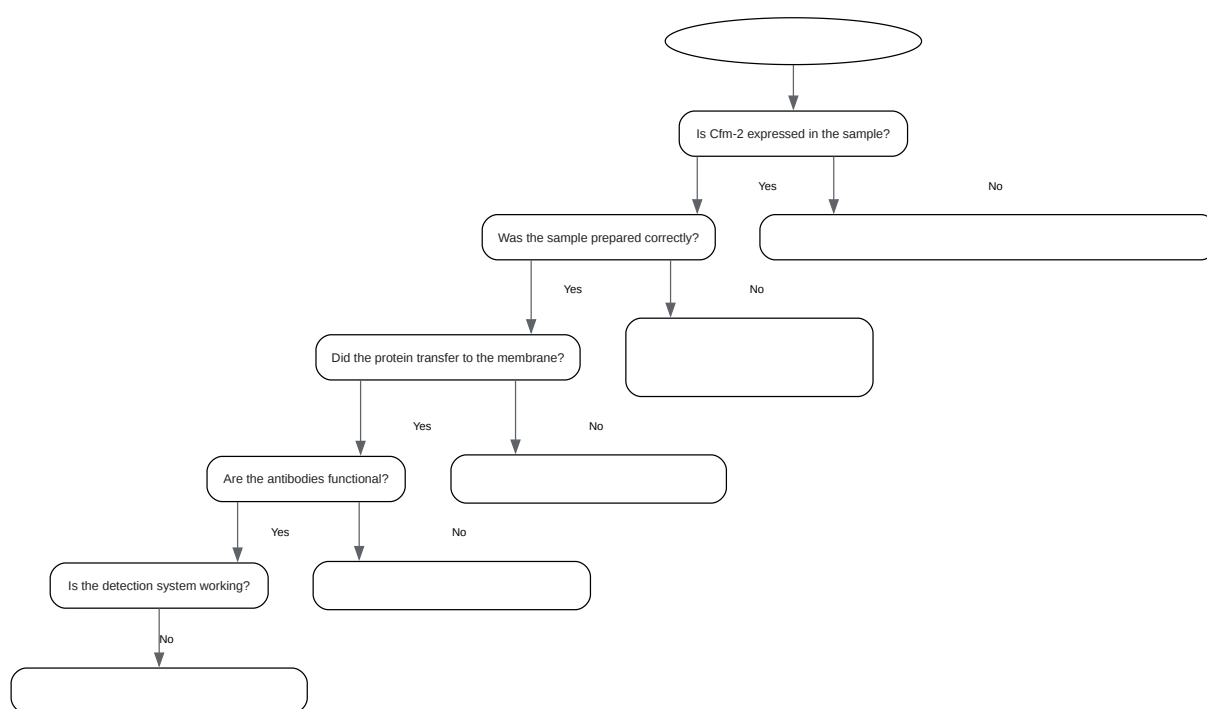 Is Cfm-2 expressed in the sample?
Yes
No
Was the sample prepared correctly?
Yes
No
Did the protein transfer to the membrane?
Yes
No
Are the antibodies functional?
Yes
No
Is the detection system working?
No